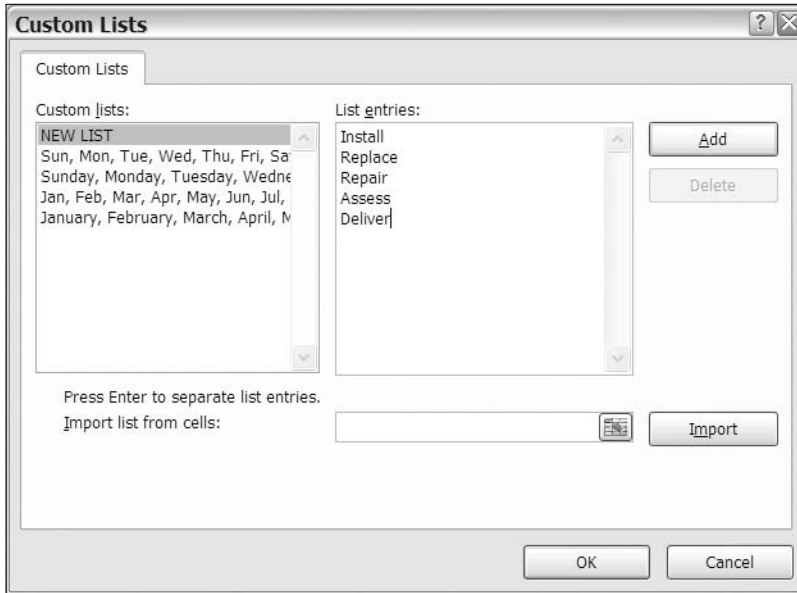 Custom Lists
?
Custom Lists
Custom lists:
NEW LIST
Sun, Mon, Tue, Wed, Thu, Fri, Sa
Sunday, Monday, Tuesday, Wedne
Jan, Feb, Mar, Apr, May, Jun, Jul,
January, February, March, April, M
List entries:
Install
Replace
Repair
Assess
Deliver
Add
Delete
Press Enter to separate list entries.
Import list from cells:
Import
OK
Cancel